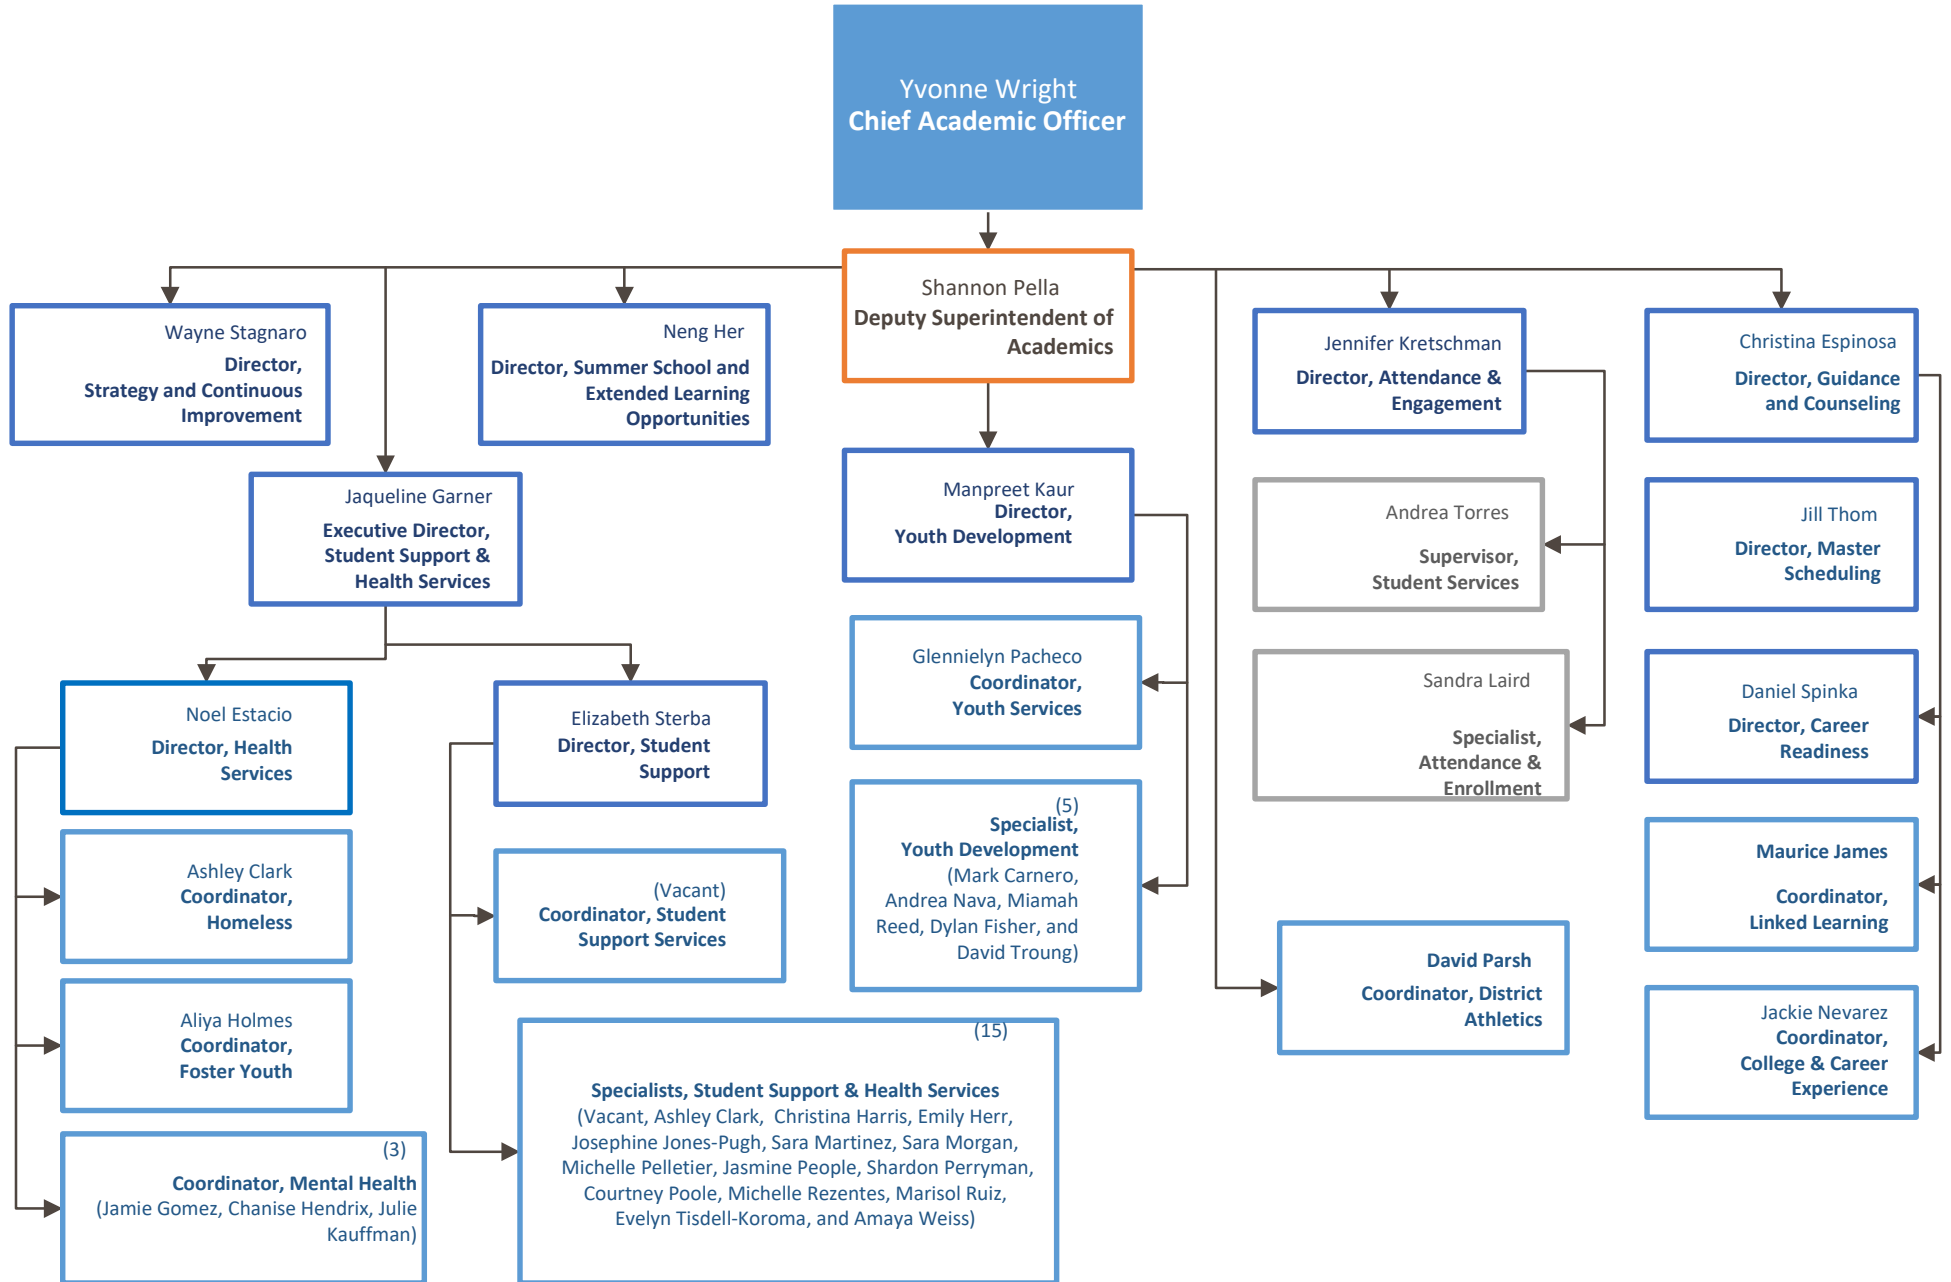 Yvonne Wright
Chief Academic Officer
Shannon Pella
Deputy Superintendent of
Academics
Wayne Stagnaro
Director,
Strategy and Continuous
Improvement
Neng Her
Director, Summer School and
Extended Learning
Opportunities
Jennifer Kretschman
Director, Attendance &
Engagement
Christina Espinosa
Director, Guidance
and Counseling
Jaqueline Garner
Executive Director,
Student Support &
Health Services
Manpreet Kaur
Director,
Youth Development
Andrea Torres
Supervisor,
Student Services
Jill Thom
Director, Master
Scheduling
Noel Estacio
Director, Health
Services
Elizabeth Sterba
Director, Student
Support
Glennielyn Pacheco
Coordinator,
Youth Services
Sandra Laird
Specialist,
Attendance &
Enrollment
Daniel Spinka
Director, Career
Readiness
Ashley Clark
Coordinator,
Homeless
(Vacant)
Coordinator, Student
Support Services
(5)
Specialist,
Youth Development
(Mark Carnero,
Andrea Nava, Miamah
Reed, Dylan Fisher, and
David Troung)
Maurice James
Coordinator,
Linked Learning
David Parsh
Coordinator, District
Athletics
Aliya Holmes
Coordinator,
Foster Youth
Jackie Nevarez
Coordinator,
College & Career
Experience
(3)
Coordinator, Mental Health
(Jamie Gomez, Chanise Hendrix, Julie
Kauffman)
(15)
Specialists, Student Support & Health Services
(Vacant, Ashley Clark, Christina Harris, Emily Herr,
Josephine Jones-Pugh, Sara Martinez, Sara Morgan,
Michelle Pelletier, Jasmine People, Shardon Perryman,
Courtney Poole, Michelle Rezentes, Marisol Ruiz,
Evelyn Tisdell-Koroma, and Amaya Weiss)